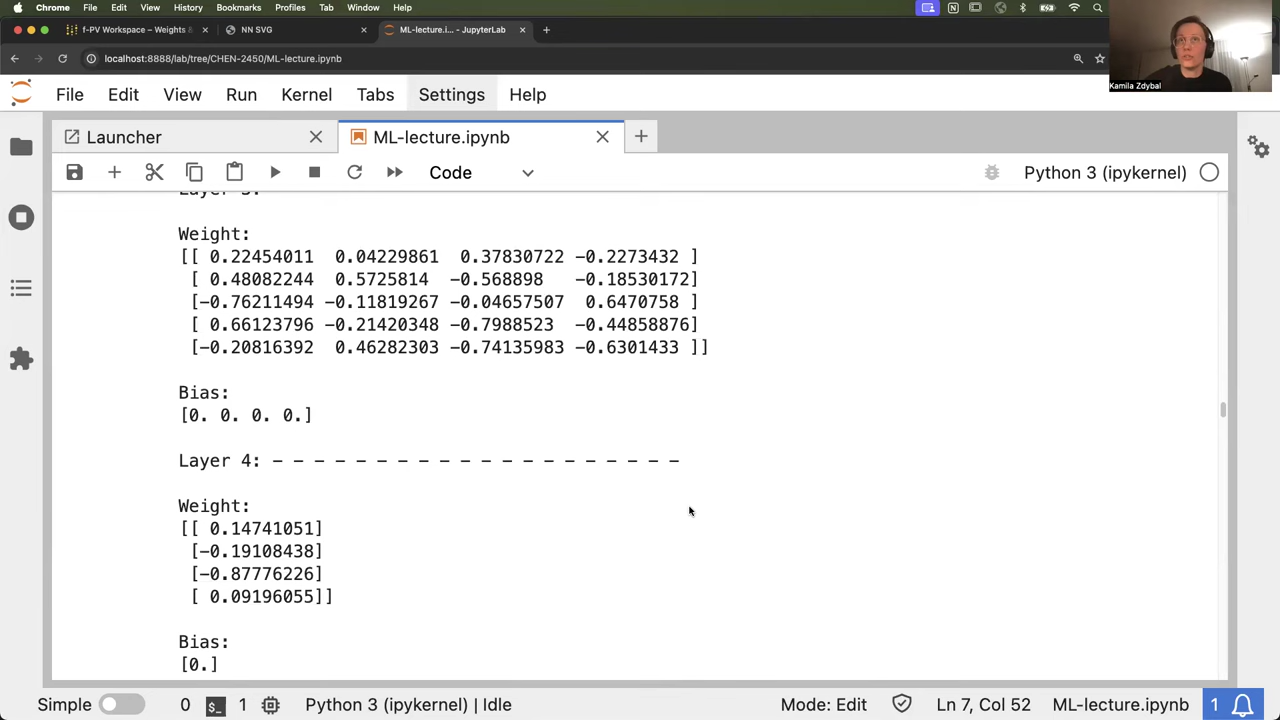 Chrome File Edit View History Bookmarks Profiles Tab Window Help
f-PV Workspace – Weights &
NN SVG
ML-lecture.i... - JupyterLab
localhost:8888/lab/tree/CHEN-2450/ML-lecture.ipynb
Kamila Zdybal
File Edit View Run Kernel Tabs Settings Help
Launcher
ML-lecture.ipynb
Code
Python 3 (ipykernel)
Weight:
[[ 0.22454011  0.04229861  0.37830722 -0.2273432 ]
[ 0.48082244  0.5725814  -0.568898   -0.18530172]
[-0.76211494 -0.11819267 -0.04657507  0.6470758 ]
[ 0.66123796 -0.21420348 -0.7988523  -0.44858876]
[-0.20816392  0.46282303 -0.74135983 -0.6301433 ]]
Bias:
[0. 0. 0. 0.]
Layer 4: - - - - - - - - - - - - - - - - - - - -
Weight:
[[ 0.14741051]
[-0.19108438]
[-0.87776226]
[ 0.09196055]]
Bias:
[0.]
Simple 0 $_ 1 Python 3 (ipykernel) | Idle Mode: Edit Ln 7, Col 52 ML-lecture.ipynb 1